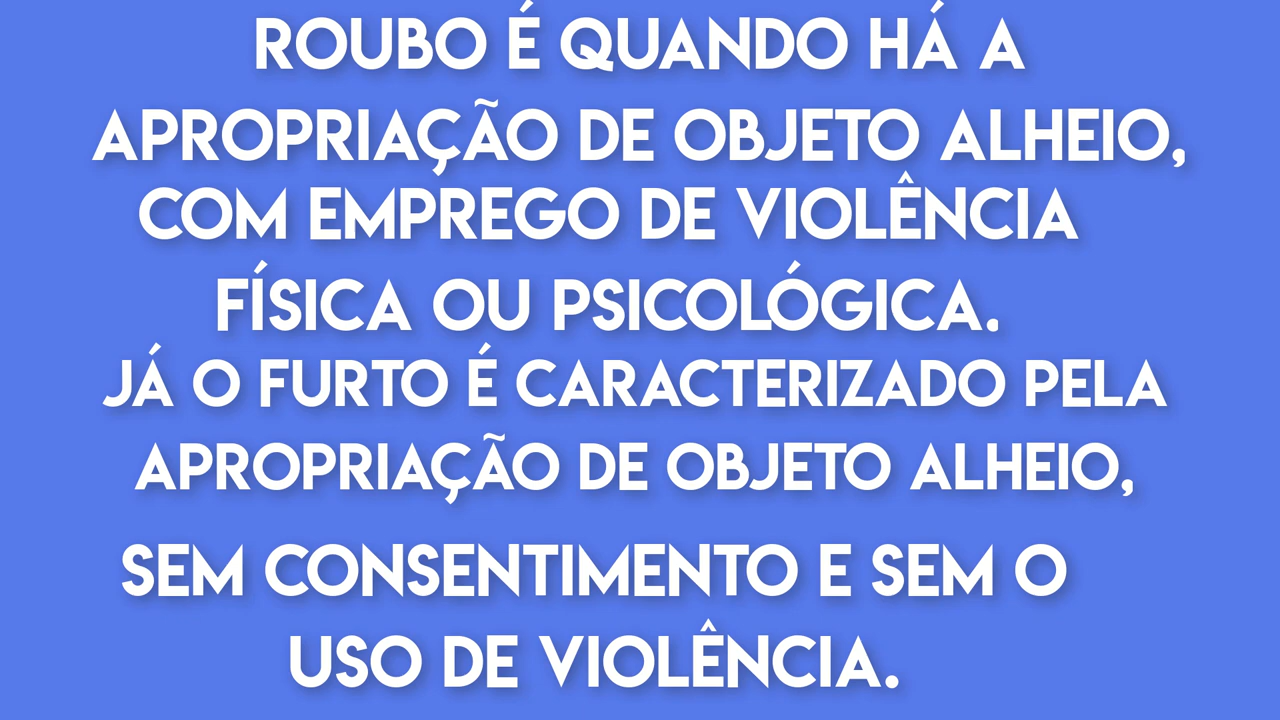 ROUBO É QUANDO HÁ A
APROPRIAÇÃO DE OBJETO ALHEIO,
COM EMPREGO DE VIOLÊNCIA
FÍSICA OU PSICOLÓGICA.
JÁ O FURTO É CARACTERIZADO PELA
APROPRIAÇÃO DE OBJETO ALHEIO,
SEM CONSENTIMENTO E SEM O
USO DE VIOLÊNCIA.